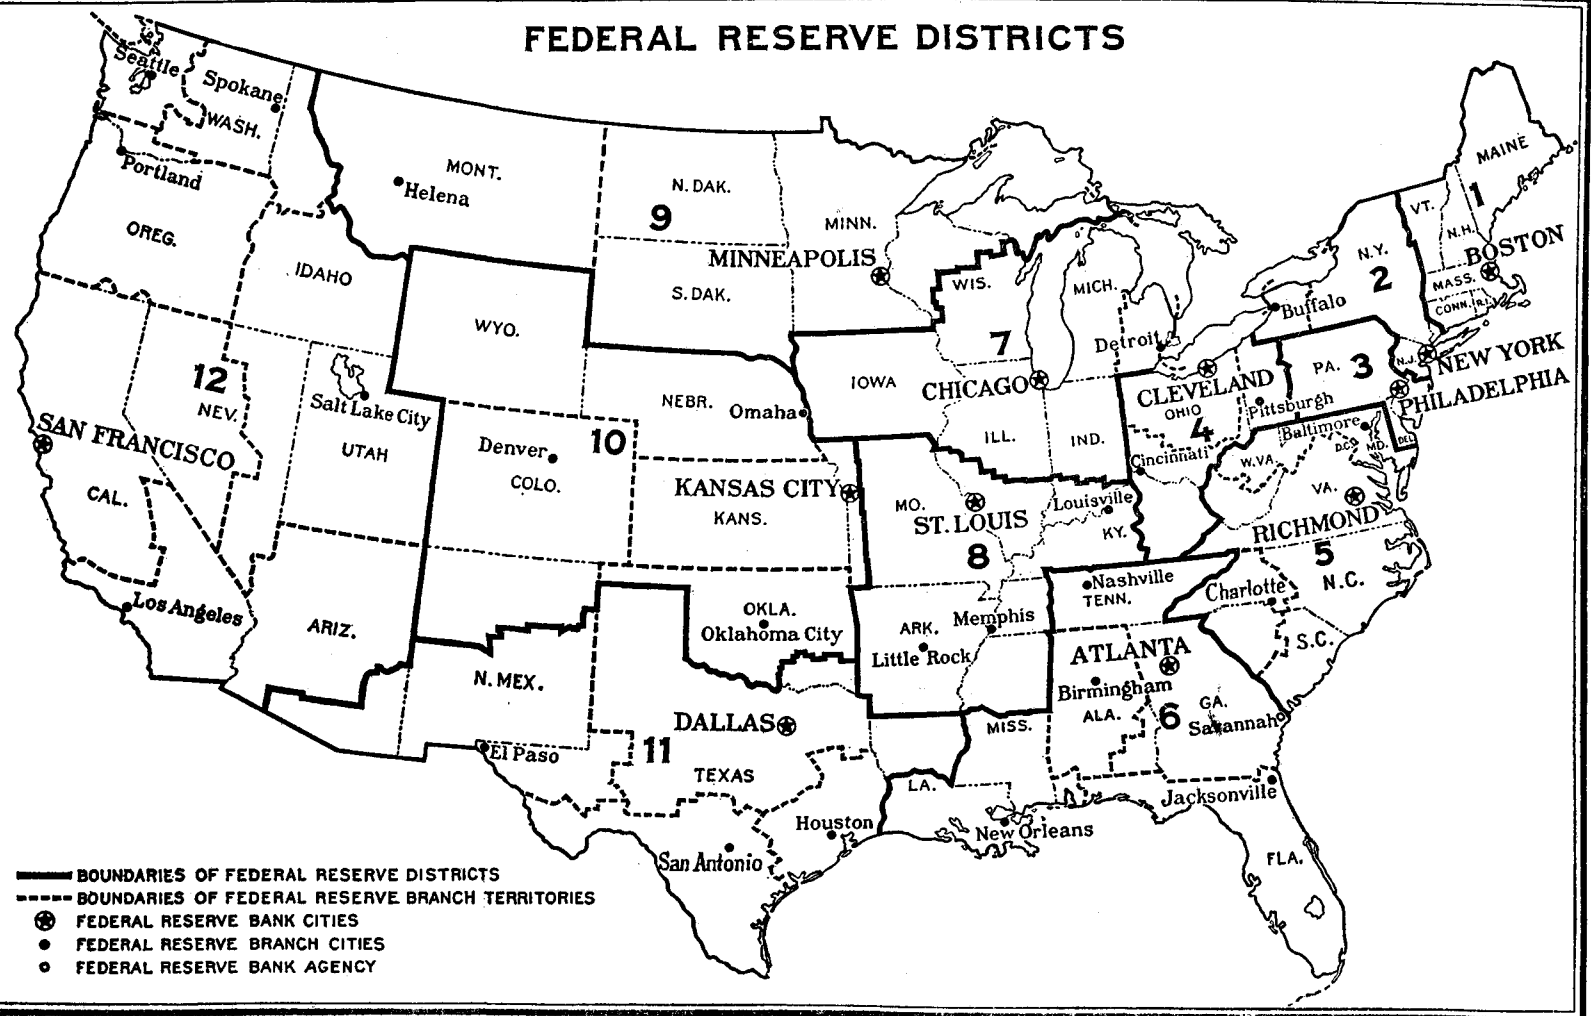 FEDERAL RESERVE DISTRICTS
Seattle
Spokane
WASH.
Portland
OREG.
MONT.
Helena
IDAHO
WYO.
N. DAK.
9
S. DAK.
MINN.
MINNEAPOLIS
WIS.
MICH.
7
Detroit
CHICAGO
IOWA
ILL.
IND.
MAINE
1
VT.
N.H.
BOSTON
MASS.
CONN.
R.I.
N.Y.
2
Buffalo
NEW YORK
N.J.
PA.
3
PHILADELPHIA
CLEVELAND
OHIO
4
Pittsburgh
Cincinnati
Baltimore
D.C.
MD.
DEL.
W.VA.
VA.
RICHMOND
5
N.C.
Charlotte
S.C.
12
NEV.
SAN FRANCISCO
CAL.
Salt Lake City
UTAH
Los Angeles
ARIZ.
Denver
COLO.
10
NEBR.
Omaha
KANSAS CITY
KANS.
OKLA.
Oklahoma City
MO.
ST. LOUIS
8
Louisville
KY.
Nashville
TENN.
Memphis
ARK.
Little Rock
ATLANTA
Birmingham
ALA.
GA.
6
Savannah
MISS.
LA.
New Orleans
Jacksonville
FLA.
N. MEX.
El Paso
DALLAS
11
TEXAS
Houston
San Antonio
BOUNDARIES OF FEDERAL RESERVE DISTRICTS
BOUNDARIES OF FEDERAL RESERVE BRANCH TERRITORIES
FEDERAL RESERVE BANK CITIES
FEDERAL RESERVE BRANCH CITIES
FEDERAL RESERVE BANK AGENCY